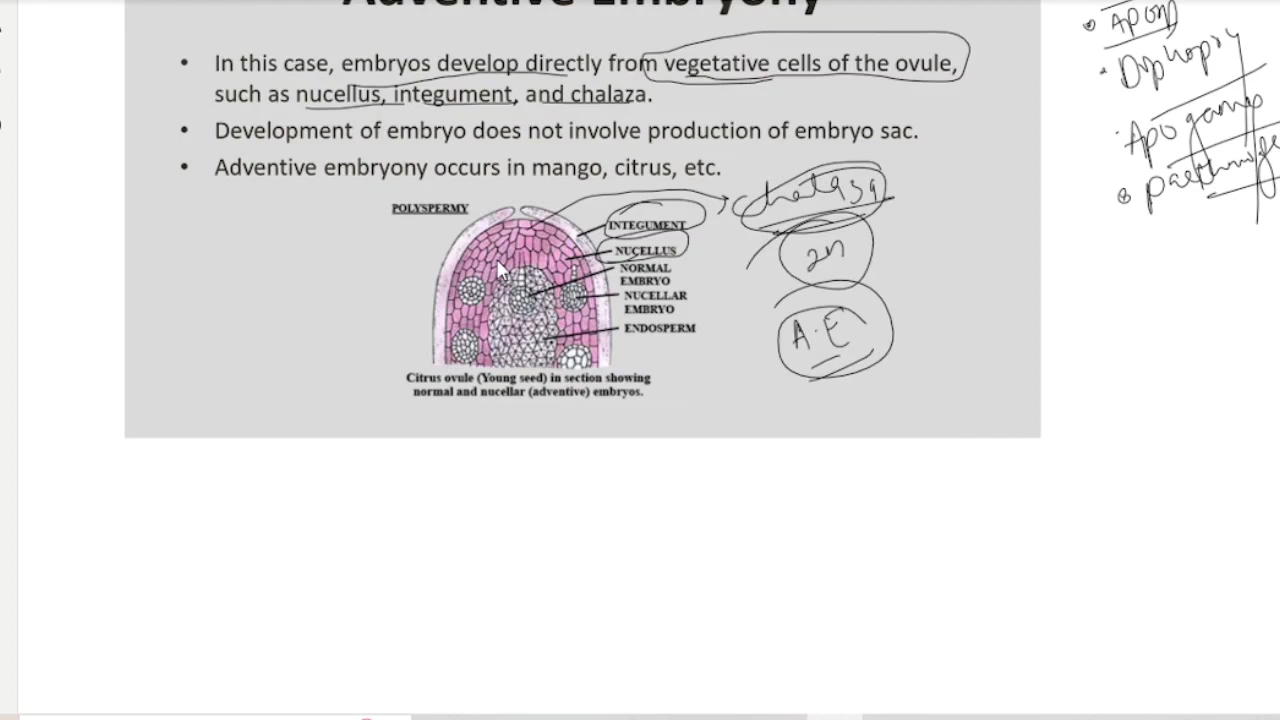 Adventive Embryony
• In this case, embryos develop directly from vegetative cells of the ovule,
such as nucellus, integument, and chalaza.
• Development of embryo does not involve production of embryo sac.
• Adventive embryony occurs in mango, citrus, etc.
POLYSPERMY
INTEGUMENT
NUCELLUS
NORMAL
EMBRYO
NUCELLAR
EMBRYO
ENDOSPERM
Citrus ovule (Young seed) in section showing
normal and nucellar (adventive) embryos.
chalaza
2n
A.E
Apogamy